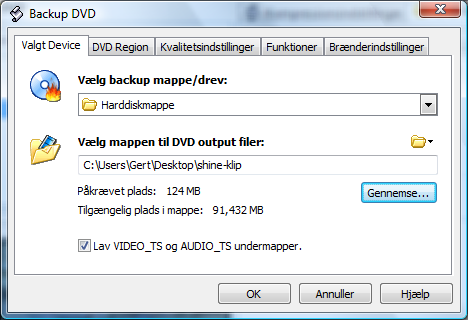 Backup DVD
Valgt Device
DVD Region
Kvalitetsindstillinger
Funktioner
Brænderindstillinger
Vælg backup mappe/drev:
Harddiskmappe
Vælg mappen til DVD output filer:
C:\Users\Gert\Desktop\shine-klip
Påkrævet plads: 124 MB
Gennemse...
Tilgængelig plads i mappe: 91,432 MB
Lav VIDEO_TS og AUDIO_TS undermapper.
OK
Annuller
Hjælp